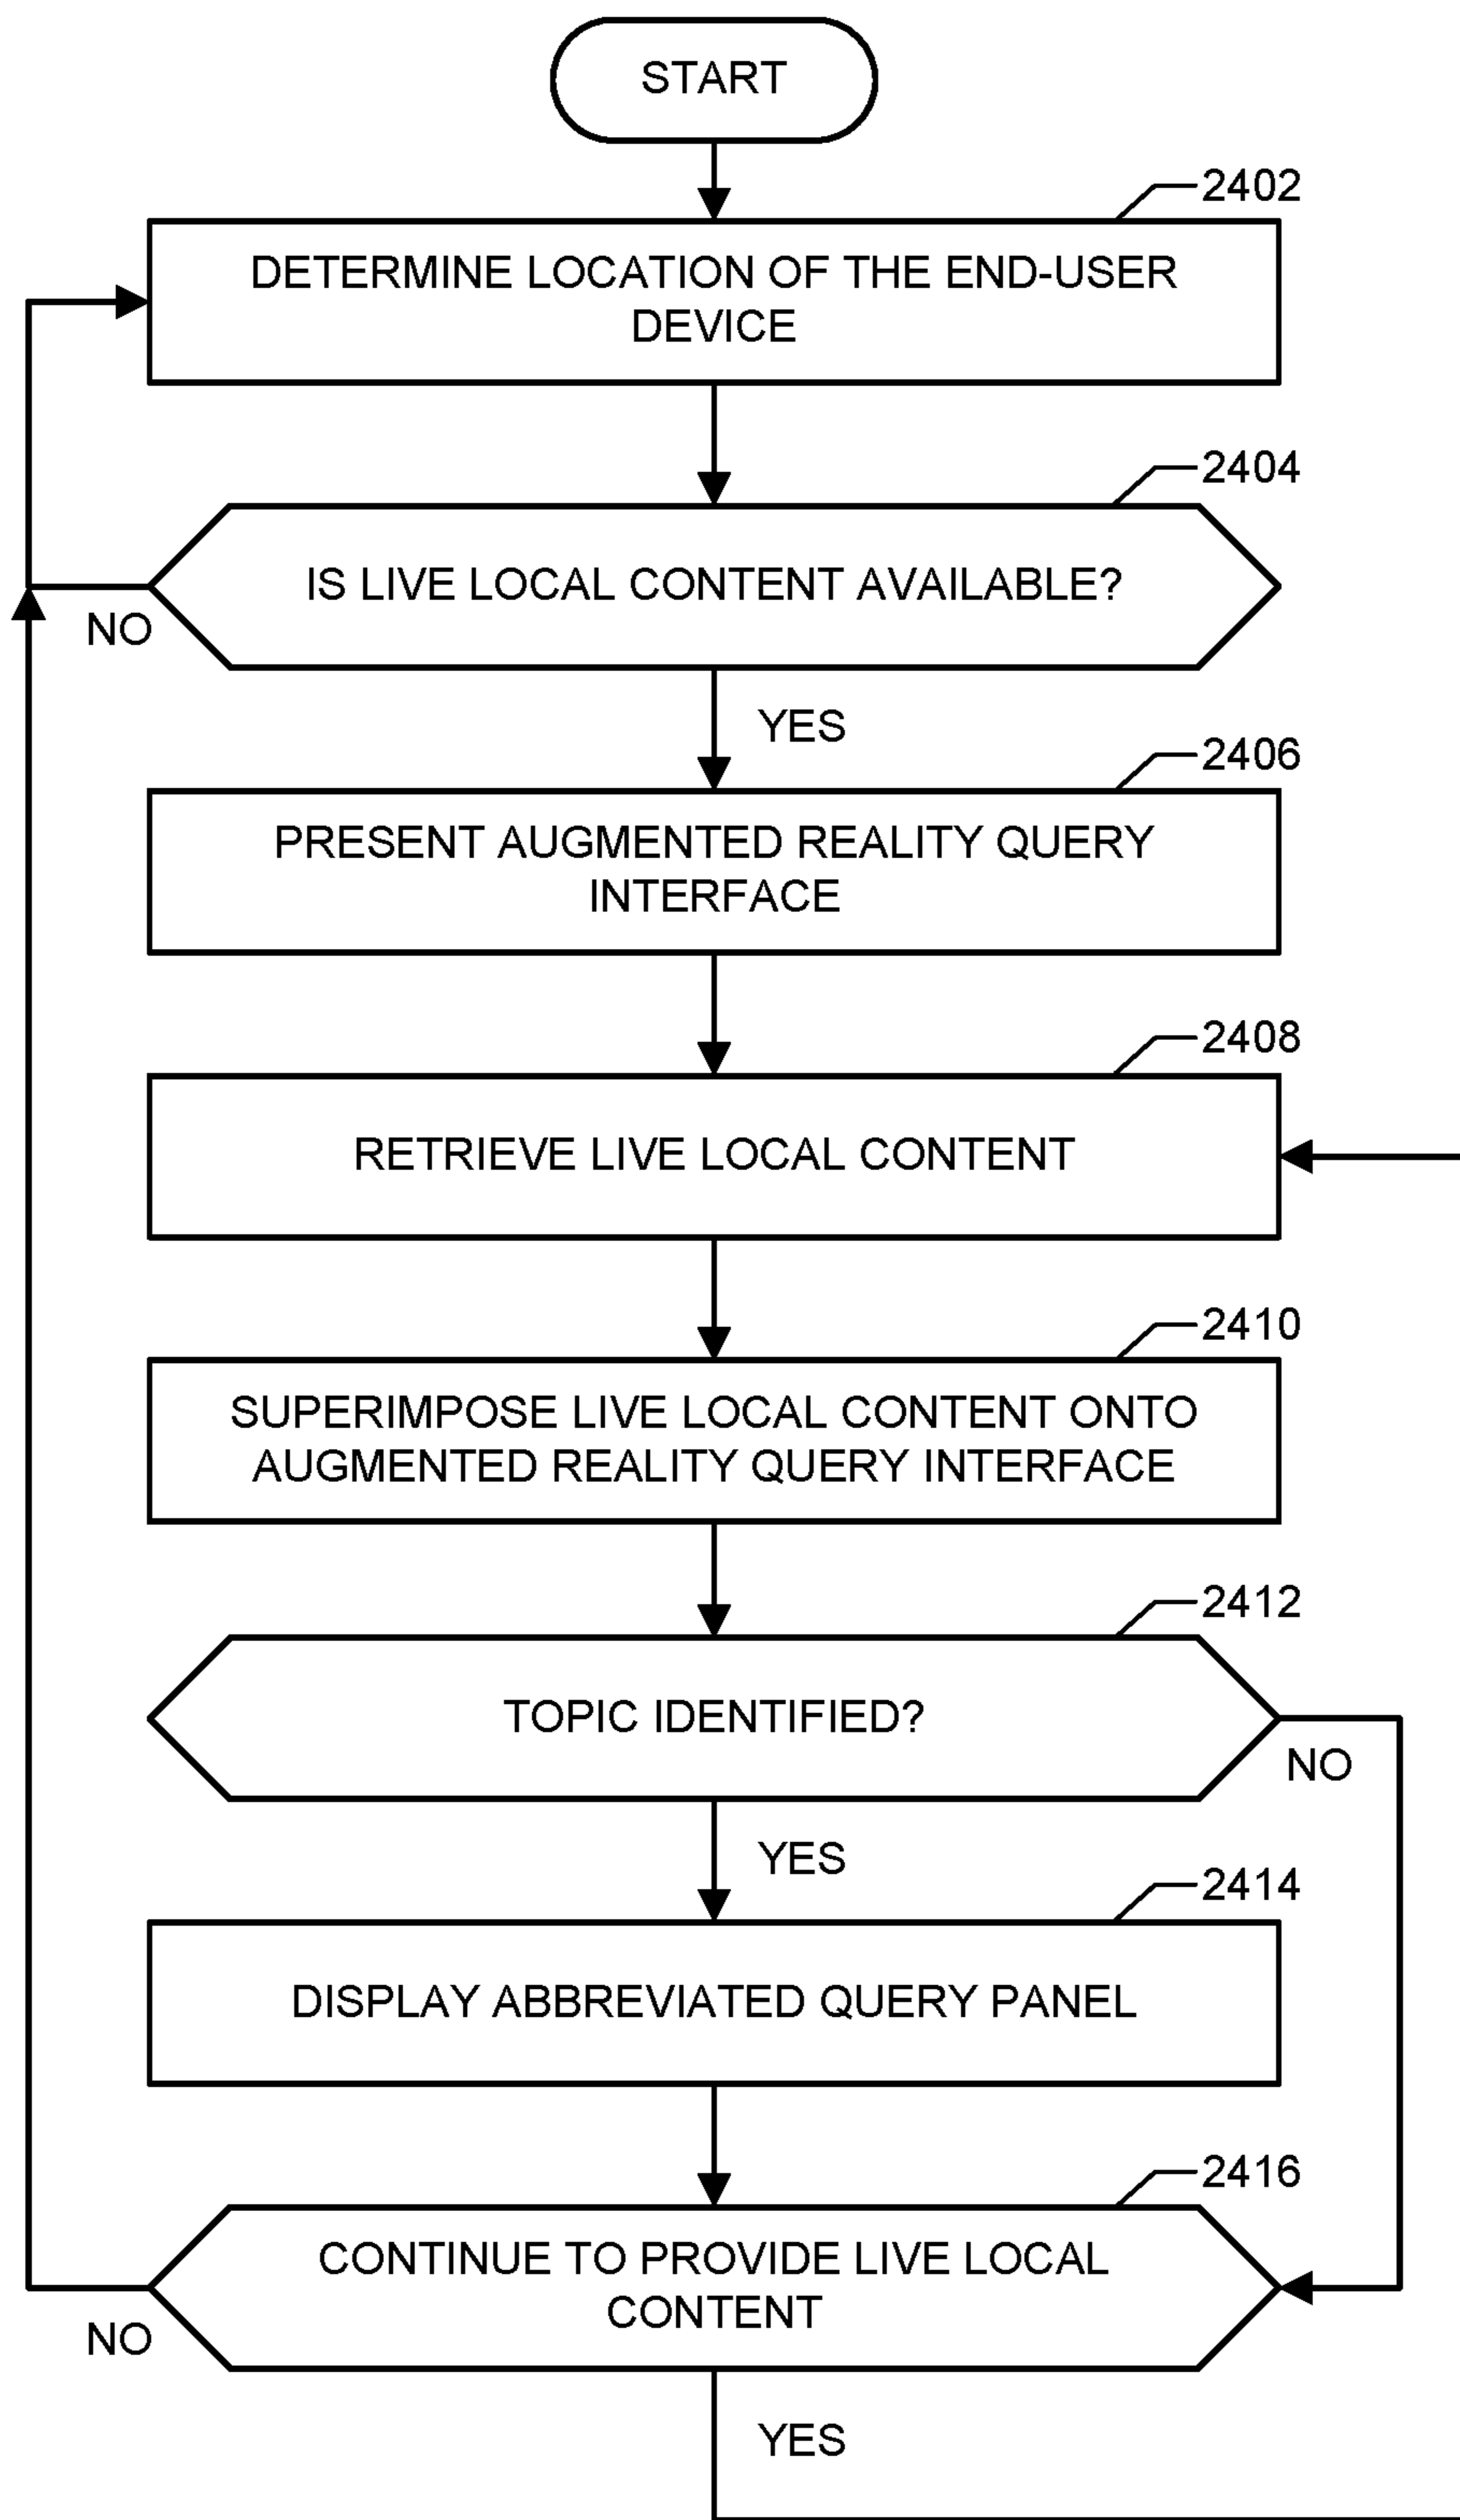 START
2402
DETERMINE LOCATION OF THE END-USER
DEVICE
2404
IS LIVE LOCAL CONTENT AVAILABLE?
NO
YES
2406
PRESENT AUGMENTED REALITY QUERY
INTERFACE
2408
RETRIEVE LIVE LOCAL CONTENT
2410
SUPERIMPOSE LIVE LOCAL CONTENT ONTO
AUGMENTED REALITY QUERY INTERFACE
2412
TOPIC IDENTIFIED?
NO
YES
2414
DISPLAY ABBREVIATED QUERY PANEL
2416
CONTINUE TO PROVIDE LIVE LOCAL
CONTENT
NO
YES